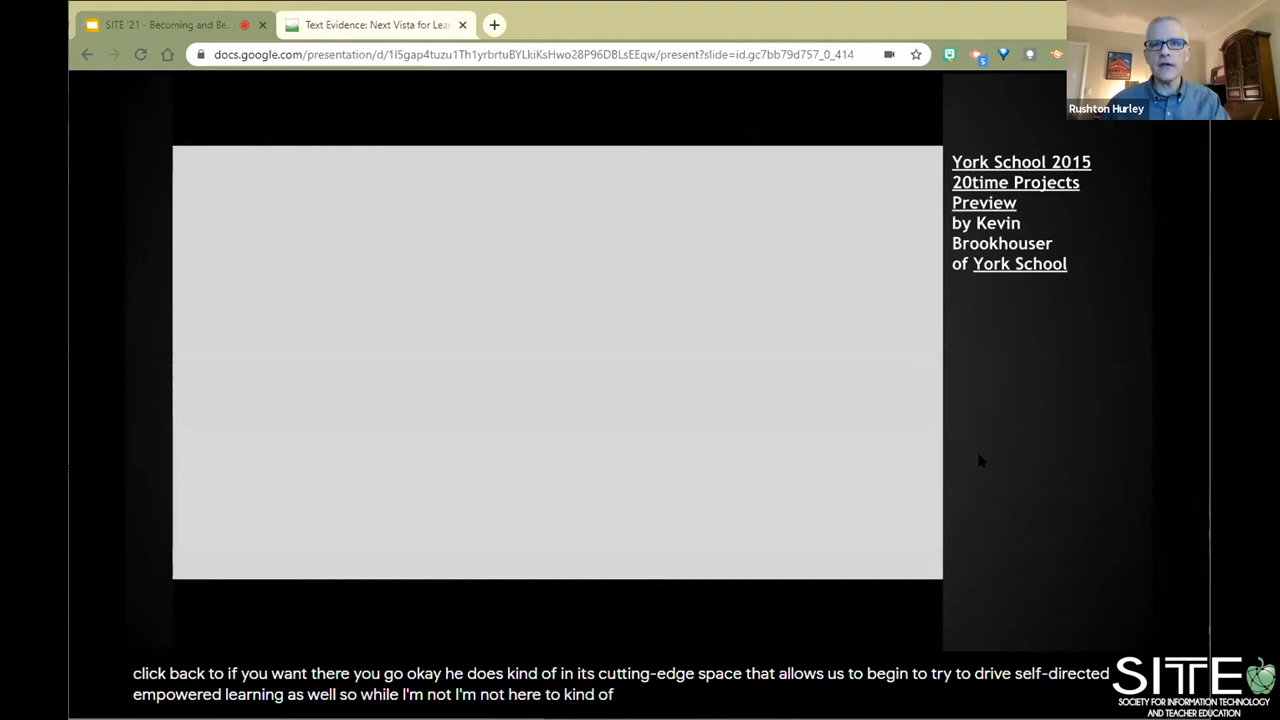 SITE '21 - Becoming and Be
Text Evidence: Next Vista for Lea
docs.google.com/presentation/d/1I5gap4tuzu1Th1yrbrtuBYLkiKsHwo28P96DBLsEEqw/present?slide=id.gc7bb79d757_0_414
5
Rushton Hurley
York School 2015
20time Projects
Preview
by Kevin
Brookhouser
of York School
click back to if you want there you go okay he does kind of in its cutting-edge space that allows us to begin to try to drive self-directed
empowered learning as well so while I'm not I'm not here to kind of
SITE
SOCIETY FOR INFORMATION TECHNOLOGY
AND TEACHER EDUCATION